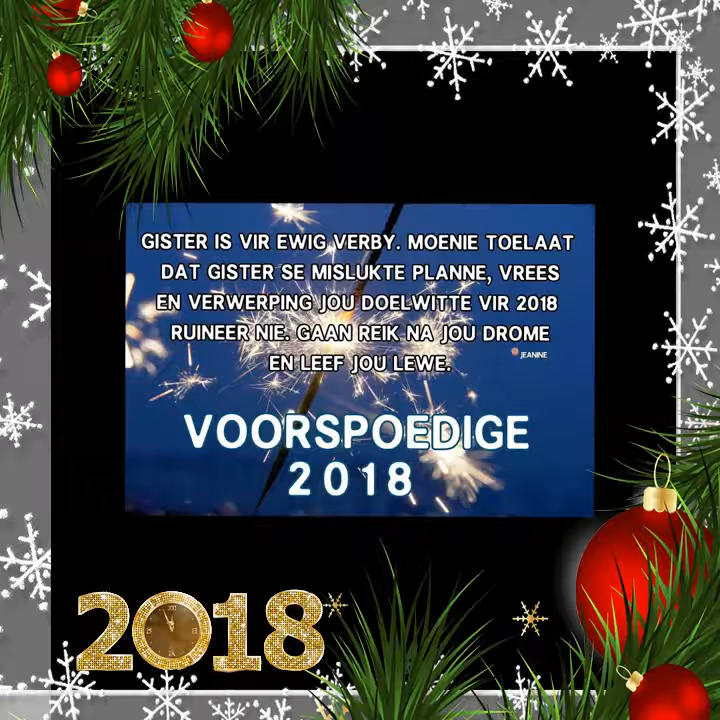 GISTER IS VIR EWIG VERBY. MOENIE TOELAAT
DAT GISTER SE MISLUKTE PLANNE, VREES
EN VERWERPING JOU DOELWITTE VIR 2018
RUINEER NIE. GAAN REIK NA JOU DROME
EN LEEF JOU LEWE.
JEANINE
VOORSPOEDIGE
2018
2018